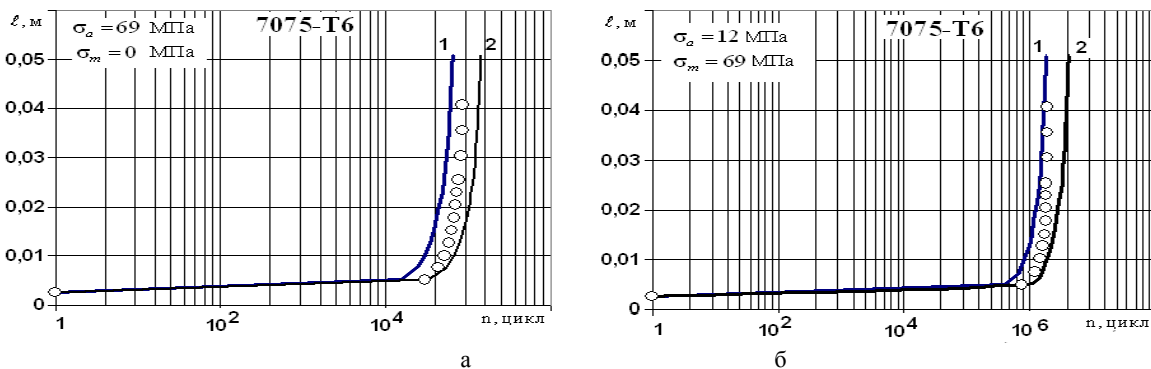 ℓ, м
σa = 69 МПа
σm = 0 МПа
7075-T6
1 2
0,05
0,04
0,03
0,02
0,01
0
1 10² 10⁴ n, цикл
а
ℓ, м
σa = 12 МПа
σm = 69 МПа
7075-T6
1 2
0,05
0,04
0,03
0,02
0,01
0
1 10² 10⁴ 10⁶ n, цикл
б